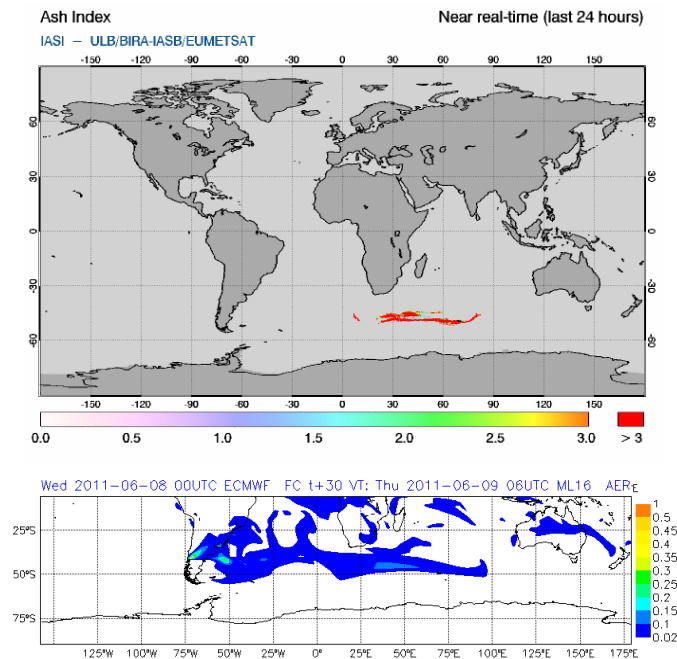 Ash Index Near real-time (last 24 hours)
IASI – ULB/BIRA-IASB/EUMETSAT
-150 -120 -90 -60 -30 0 30 60 90 120 150
60 60
30 30
0 0
-30 -30
-60 -60
-150 -120 -90 -60 -30 0 30 60 90 120 150
0.0 0.5 1.0 1.5 2.0 2.5 3.0 > 3
Wed 2011-06-08 00UTC ECMWF FC t+30 VT: Thu 2011-06-09 06UTC ML16 AER
E
1
0.5
0.45
0.4
0.35
0.3
0.25
0.2
0.15
0.1
0.02
25°S
50°S
75°S
125°W 100°W 75°W 50°W 25°W 0° 25°E 50°E 75°E 100°E 125°E 150°E 175°E